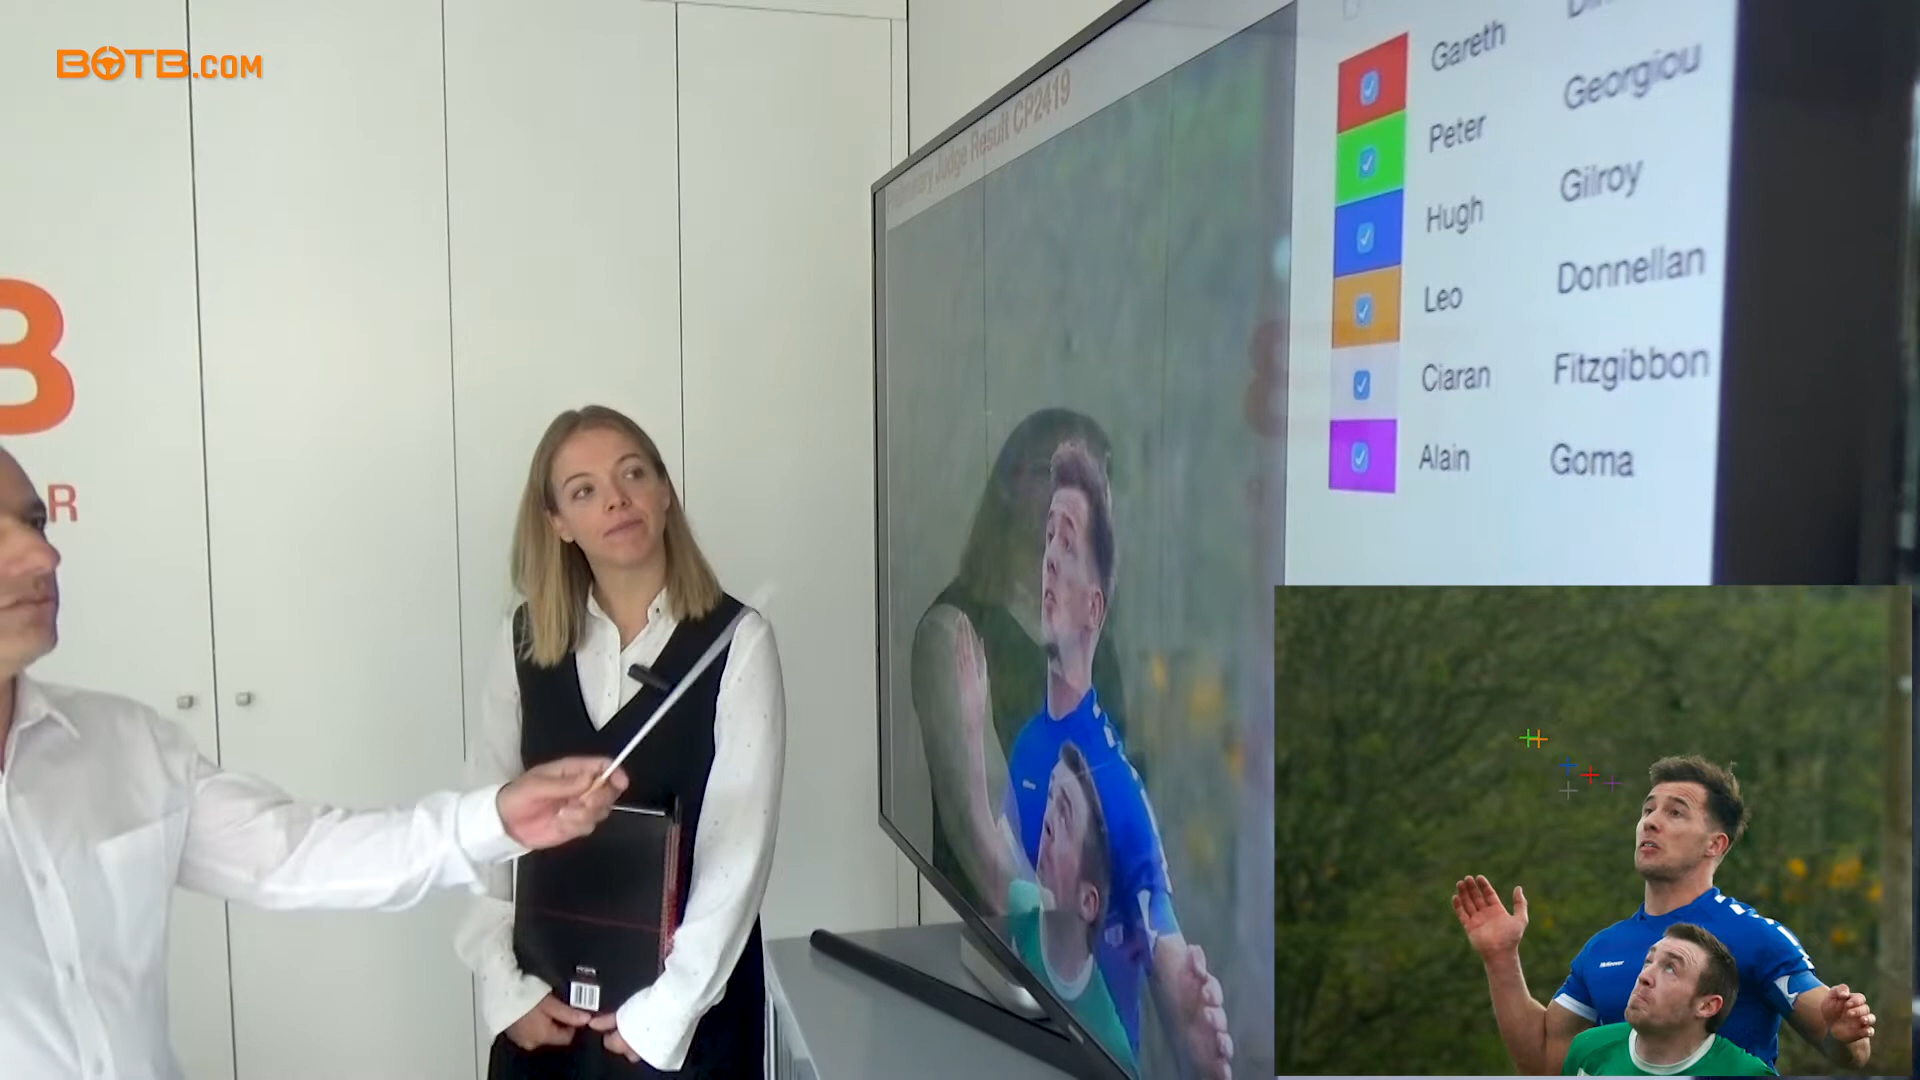 BOTB.COM
B
R
Preliminary Judge Result CP2419
Gareth
Peter Georgiou
Hugh Gilroy
Leo Donnellan
Ciaran Fitzgibbon
Alain Goma